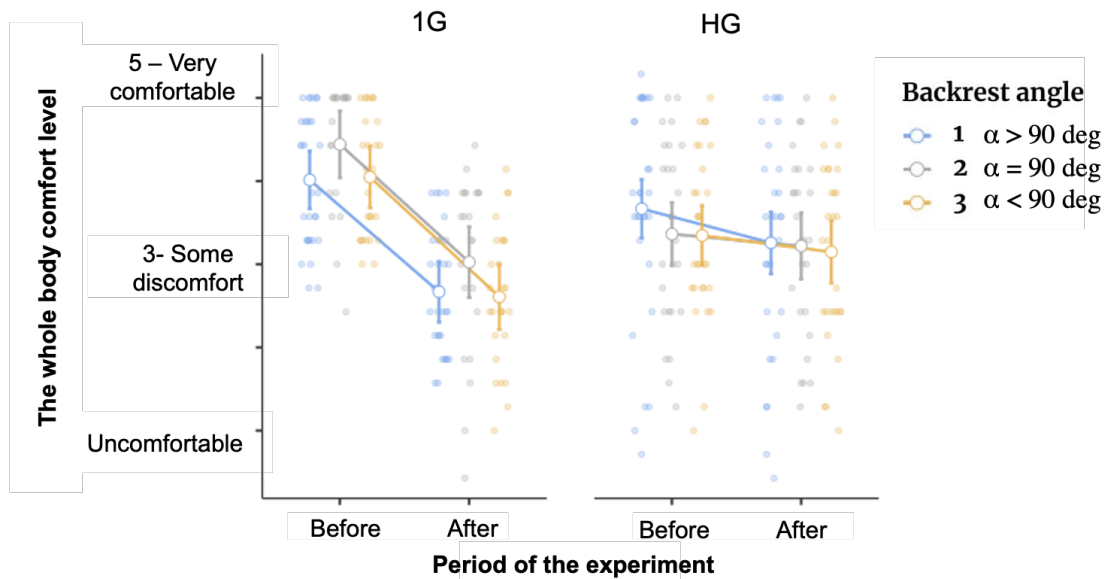 1G
HG
5 – Very
comfortable
The whole body comfort level
3- Some
discomfort
Uncomfortable
Backrest angle
1 α > 90 deg
2 α = 90 deg
3 α < 90 deg
Before
After
Before
After
Period of the experiment